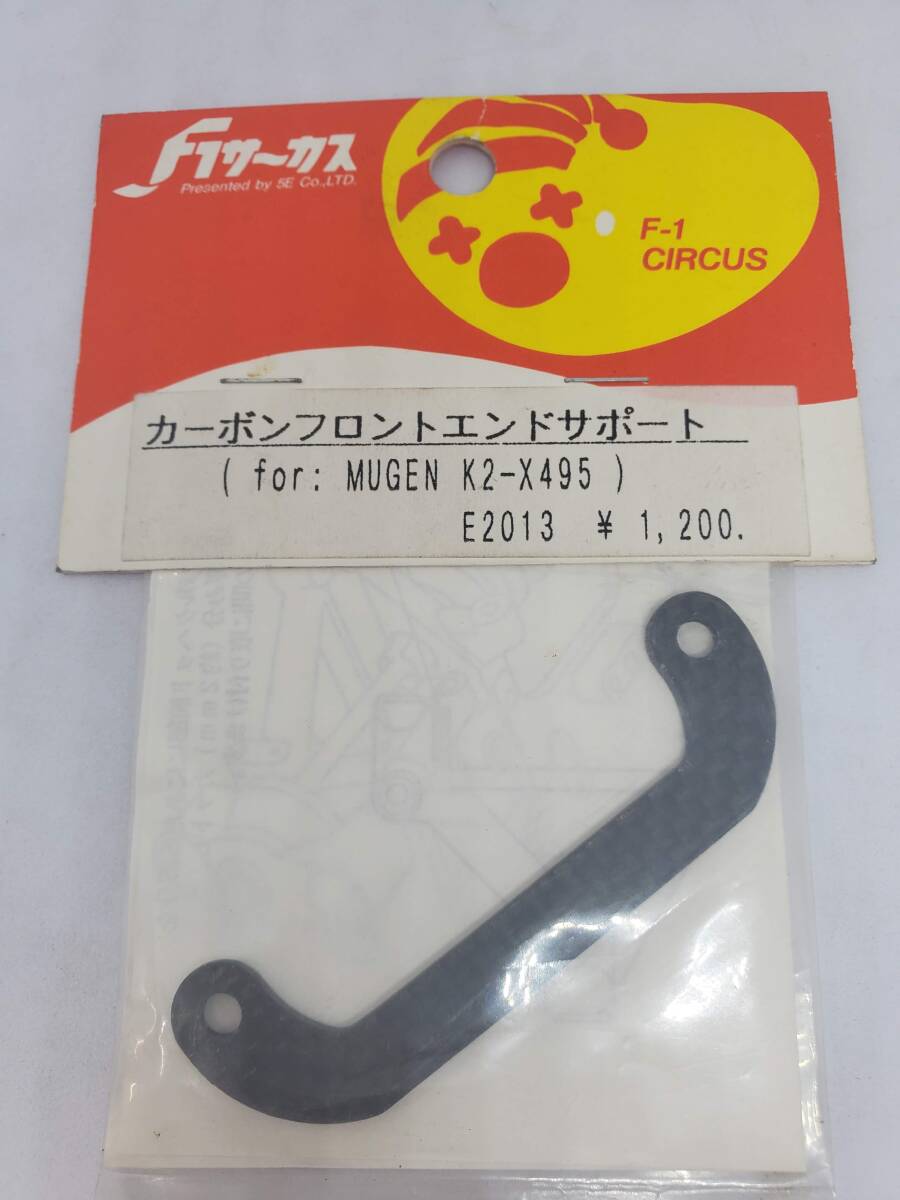 F1サーカス
Presented by 5E Co.,LTD.
F-1
CIRCUS
カーボンフロントエンドサポート
( for: MUGEN K2-X495 )
E2013 ¥ 1,200.